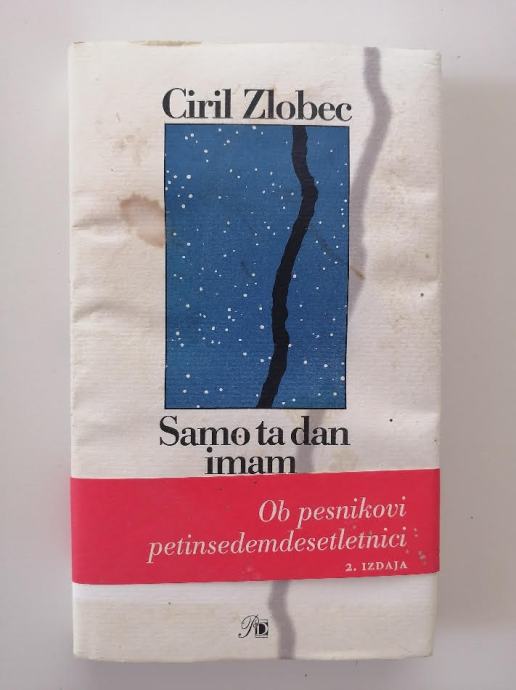 Ciril Zlobec
Samo ta dan
imam
Ob pesnikovi
petinsedemdesetletnici
2. IZDAJA